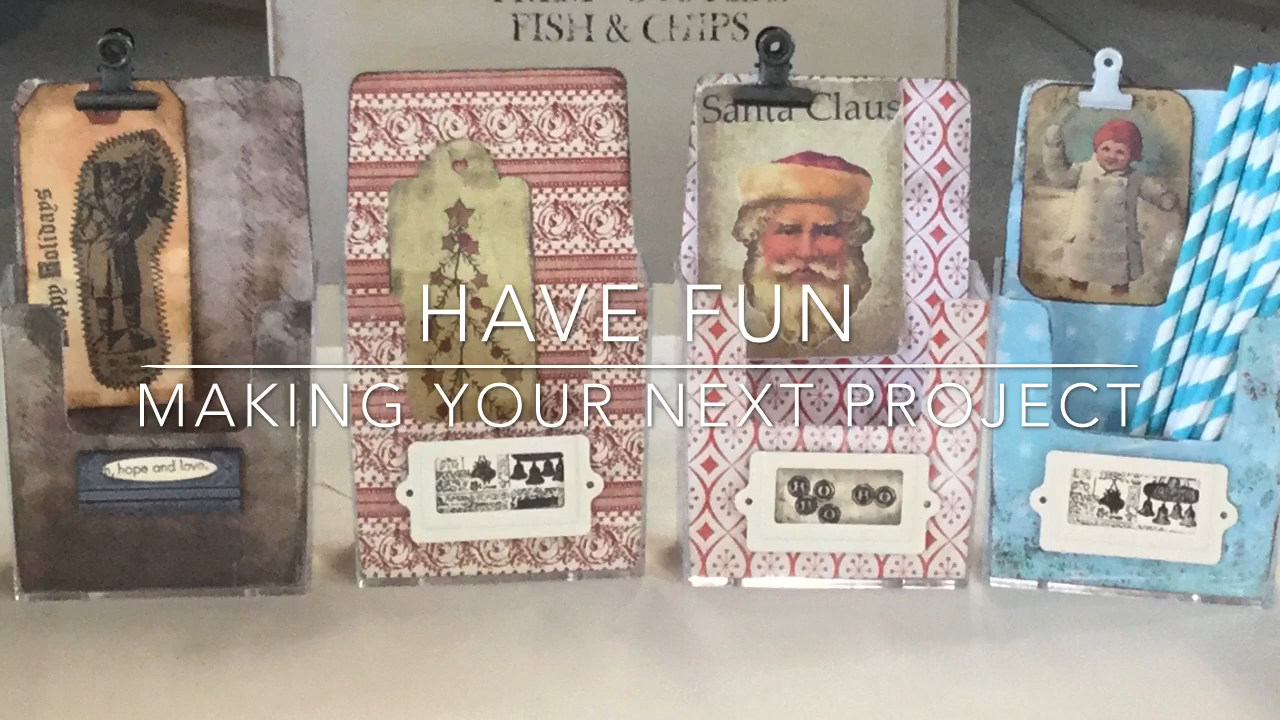 FISH & CHIPS
Santa Claus
Happy Holidays
HAVE FUN
MAKING YOUR NEXT PROJECT
hope and love.